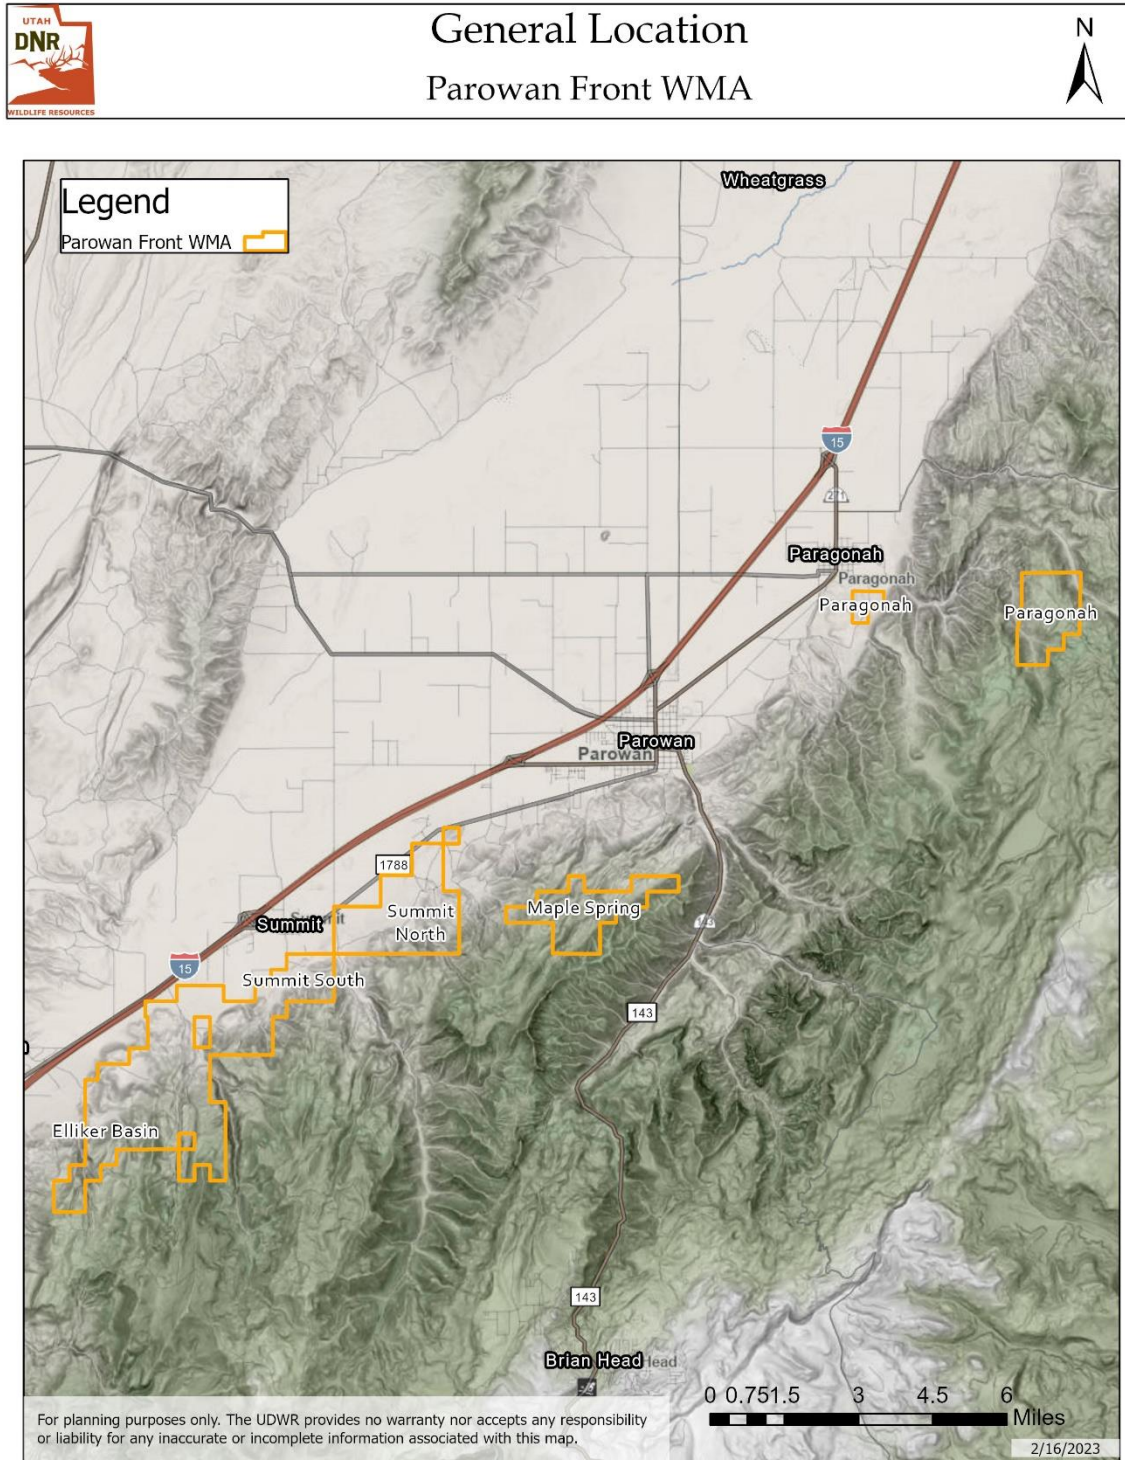 UTAH
DNR
WILDLIFE RESOURCES
General Location
Parowan Front WMA
N
Legend
Parowan Front WMA
Wheatgrass
15
271
Paragonah
Paragonah
Paragonah
Paragonah
Parowan
Parowan
1788
Summit
North
Maple Spring
Summit
15
Summit South
143
143
Elliker Basin
143
Brian Head
Head
0 0.75 1.5 3 4.5 6
Miles
For planning purposes only. The UDWR provides no warranty nor accepts any responsibility
or liability for any inaccurate or incomplete information associated with this map.
2/16/2023